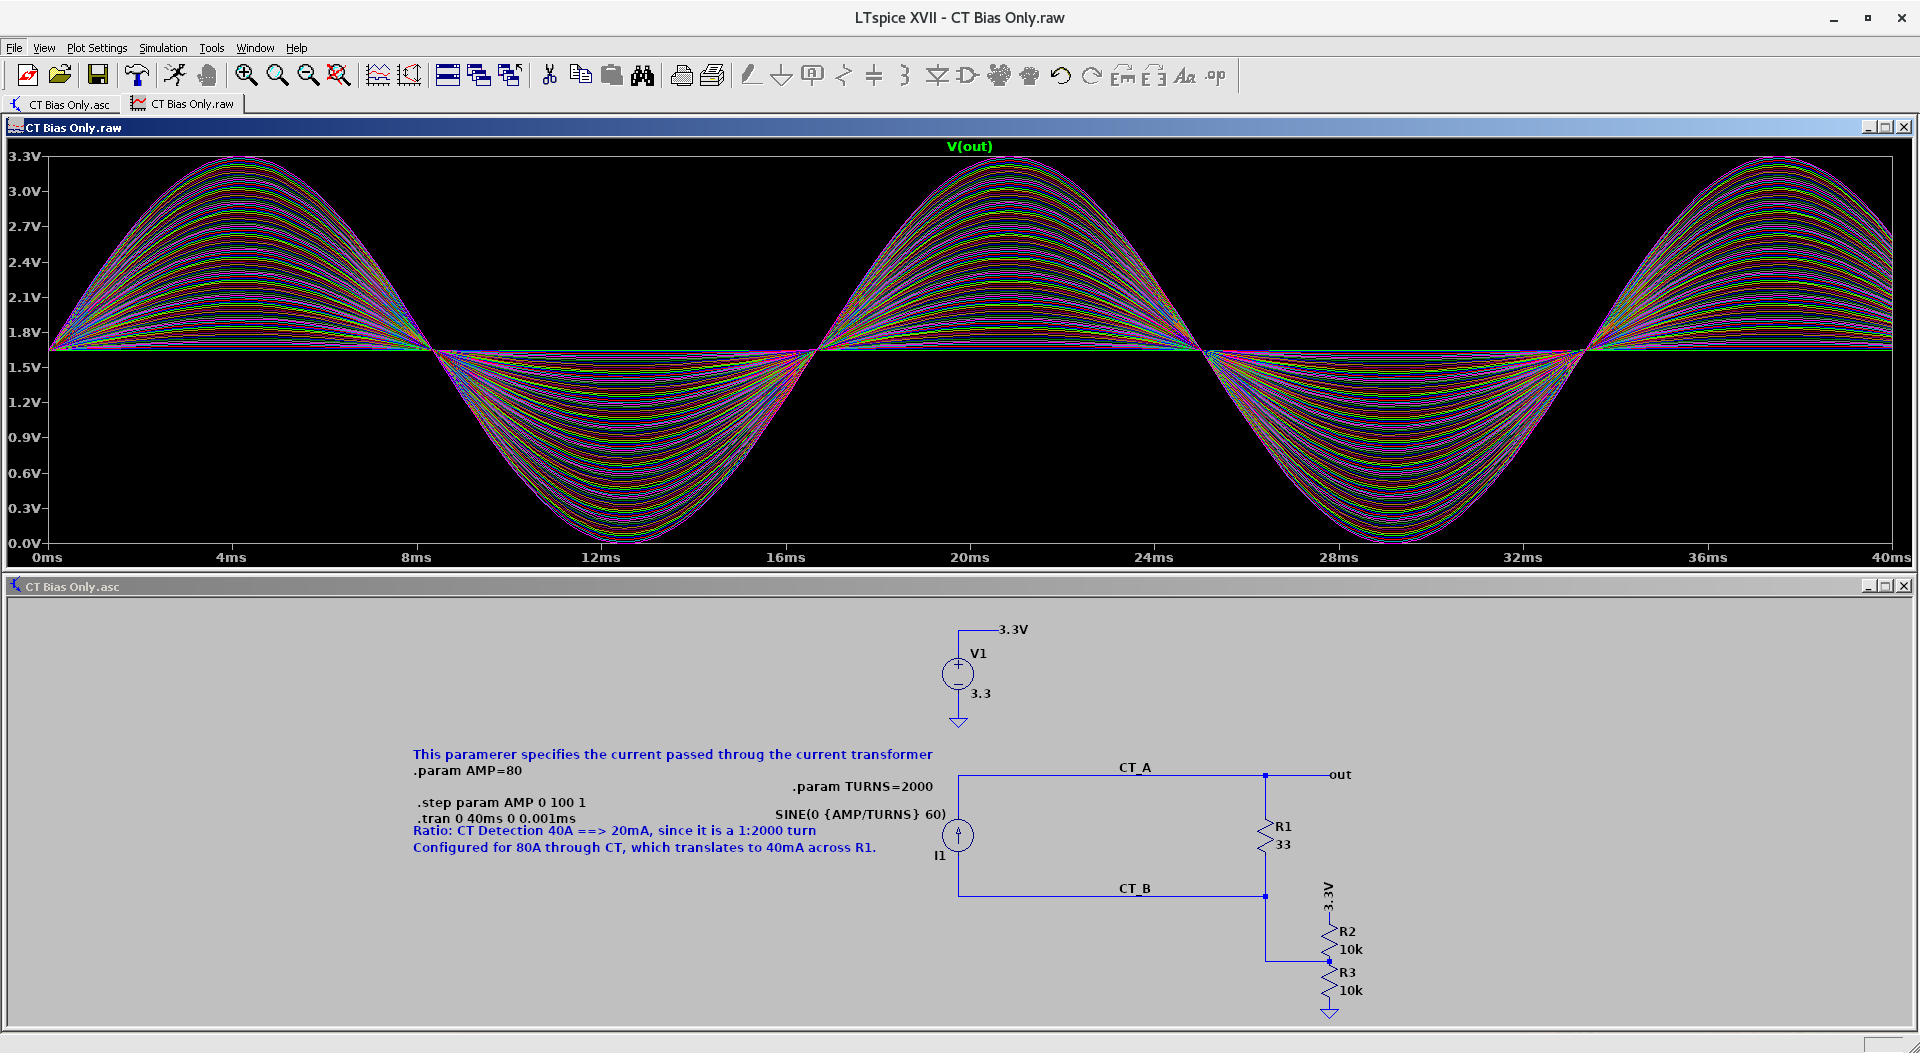 LTspice XVII - CT Bias Only.raw
File View Plot Settings Simulation Tools Window Help
Aa .op
CT Bias Only.asc CT Bias Only.raw
CT Bias Only.raw
V(out)
3.3V
3.0V
2.7V
2.4V
2.1V
1.8V
1.5V
1.2V
0.9V
0.6V
0.3V
0.0V
0ms 4ms 8ms 12ms 16ms 20ms 24ms 28ms 32ms 36ms 40ms
CT Bias Only.asc
3.3V
V1
3.3
This paramerer specifies the current passed throug the current transformer
.param AMP=80
CT_A
out
.param TURNS=2000
.step param AMP 0 100 1
.tran 0 40ms 0 0.001ms
SINE(0 {AMP/TURNS} 60)
Ratio: CT Detection 40A ==> 20mA, since it is a 1:2000 turn
Configured for 80A through CT, which translates to 40mA across R1.
I1
R1
33
CT_B
3.3V
R2
10k
R3
10k